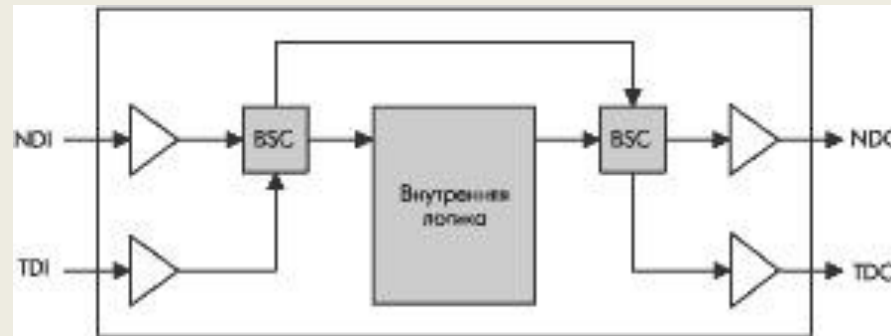 NDI
BSC
Внутренняя
логика
BSC
NDO
TDI
TDO